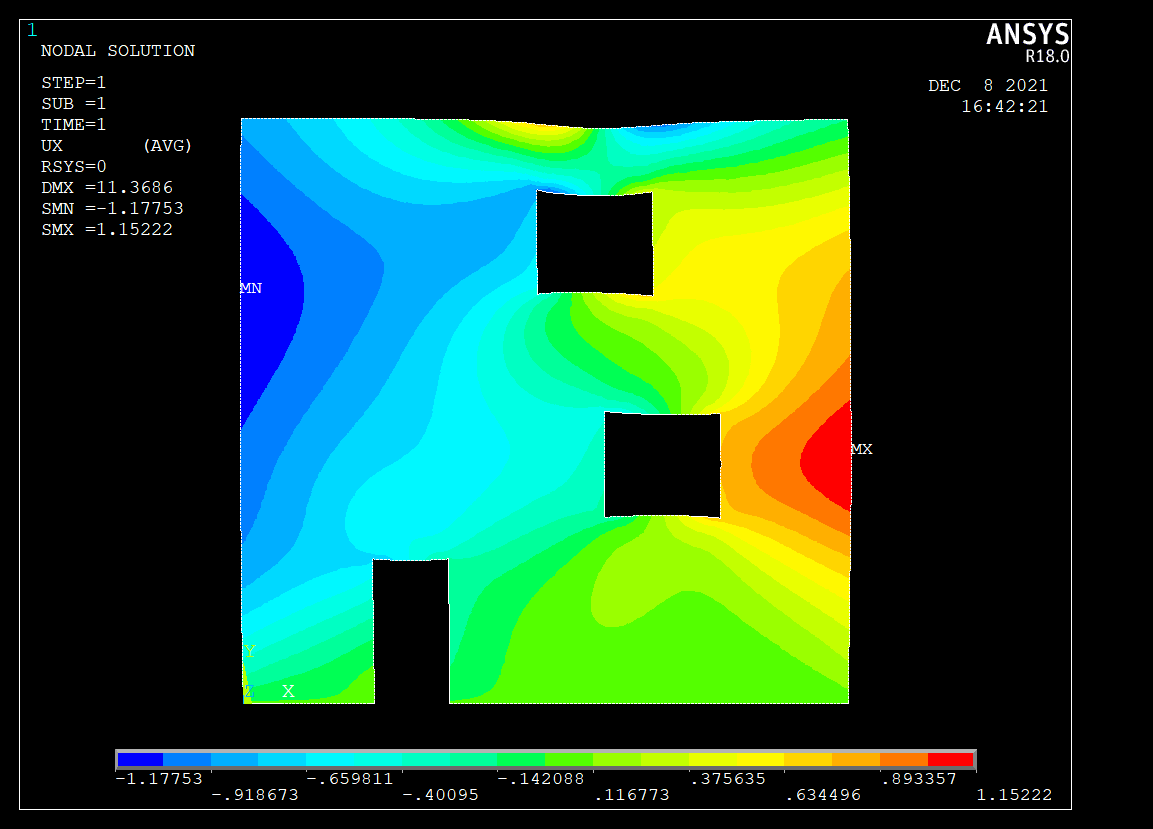 1
ANSYS
R18.0
NODAL SOLUTION
STEP=1
SUB =1
TIME=1
UX (AVG)
RSYS=0
DMX =11.3686
SMN =-1.17753
SMX =1.15222
DEC 8 2021
16:42:21
MN
MX
Y
Z X
-1.17753 -.659811 -.142088 .375635 .893357
-.918673 -.40095 .116773 .634496 1.15222